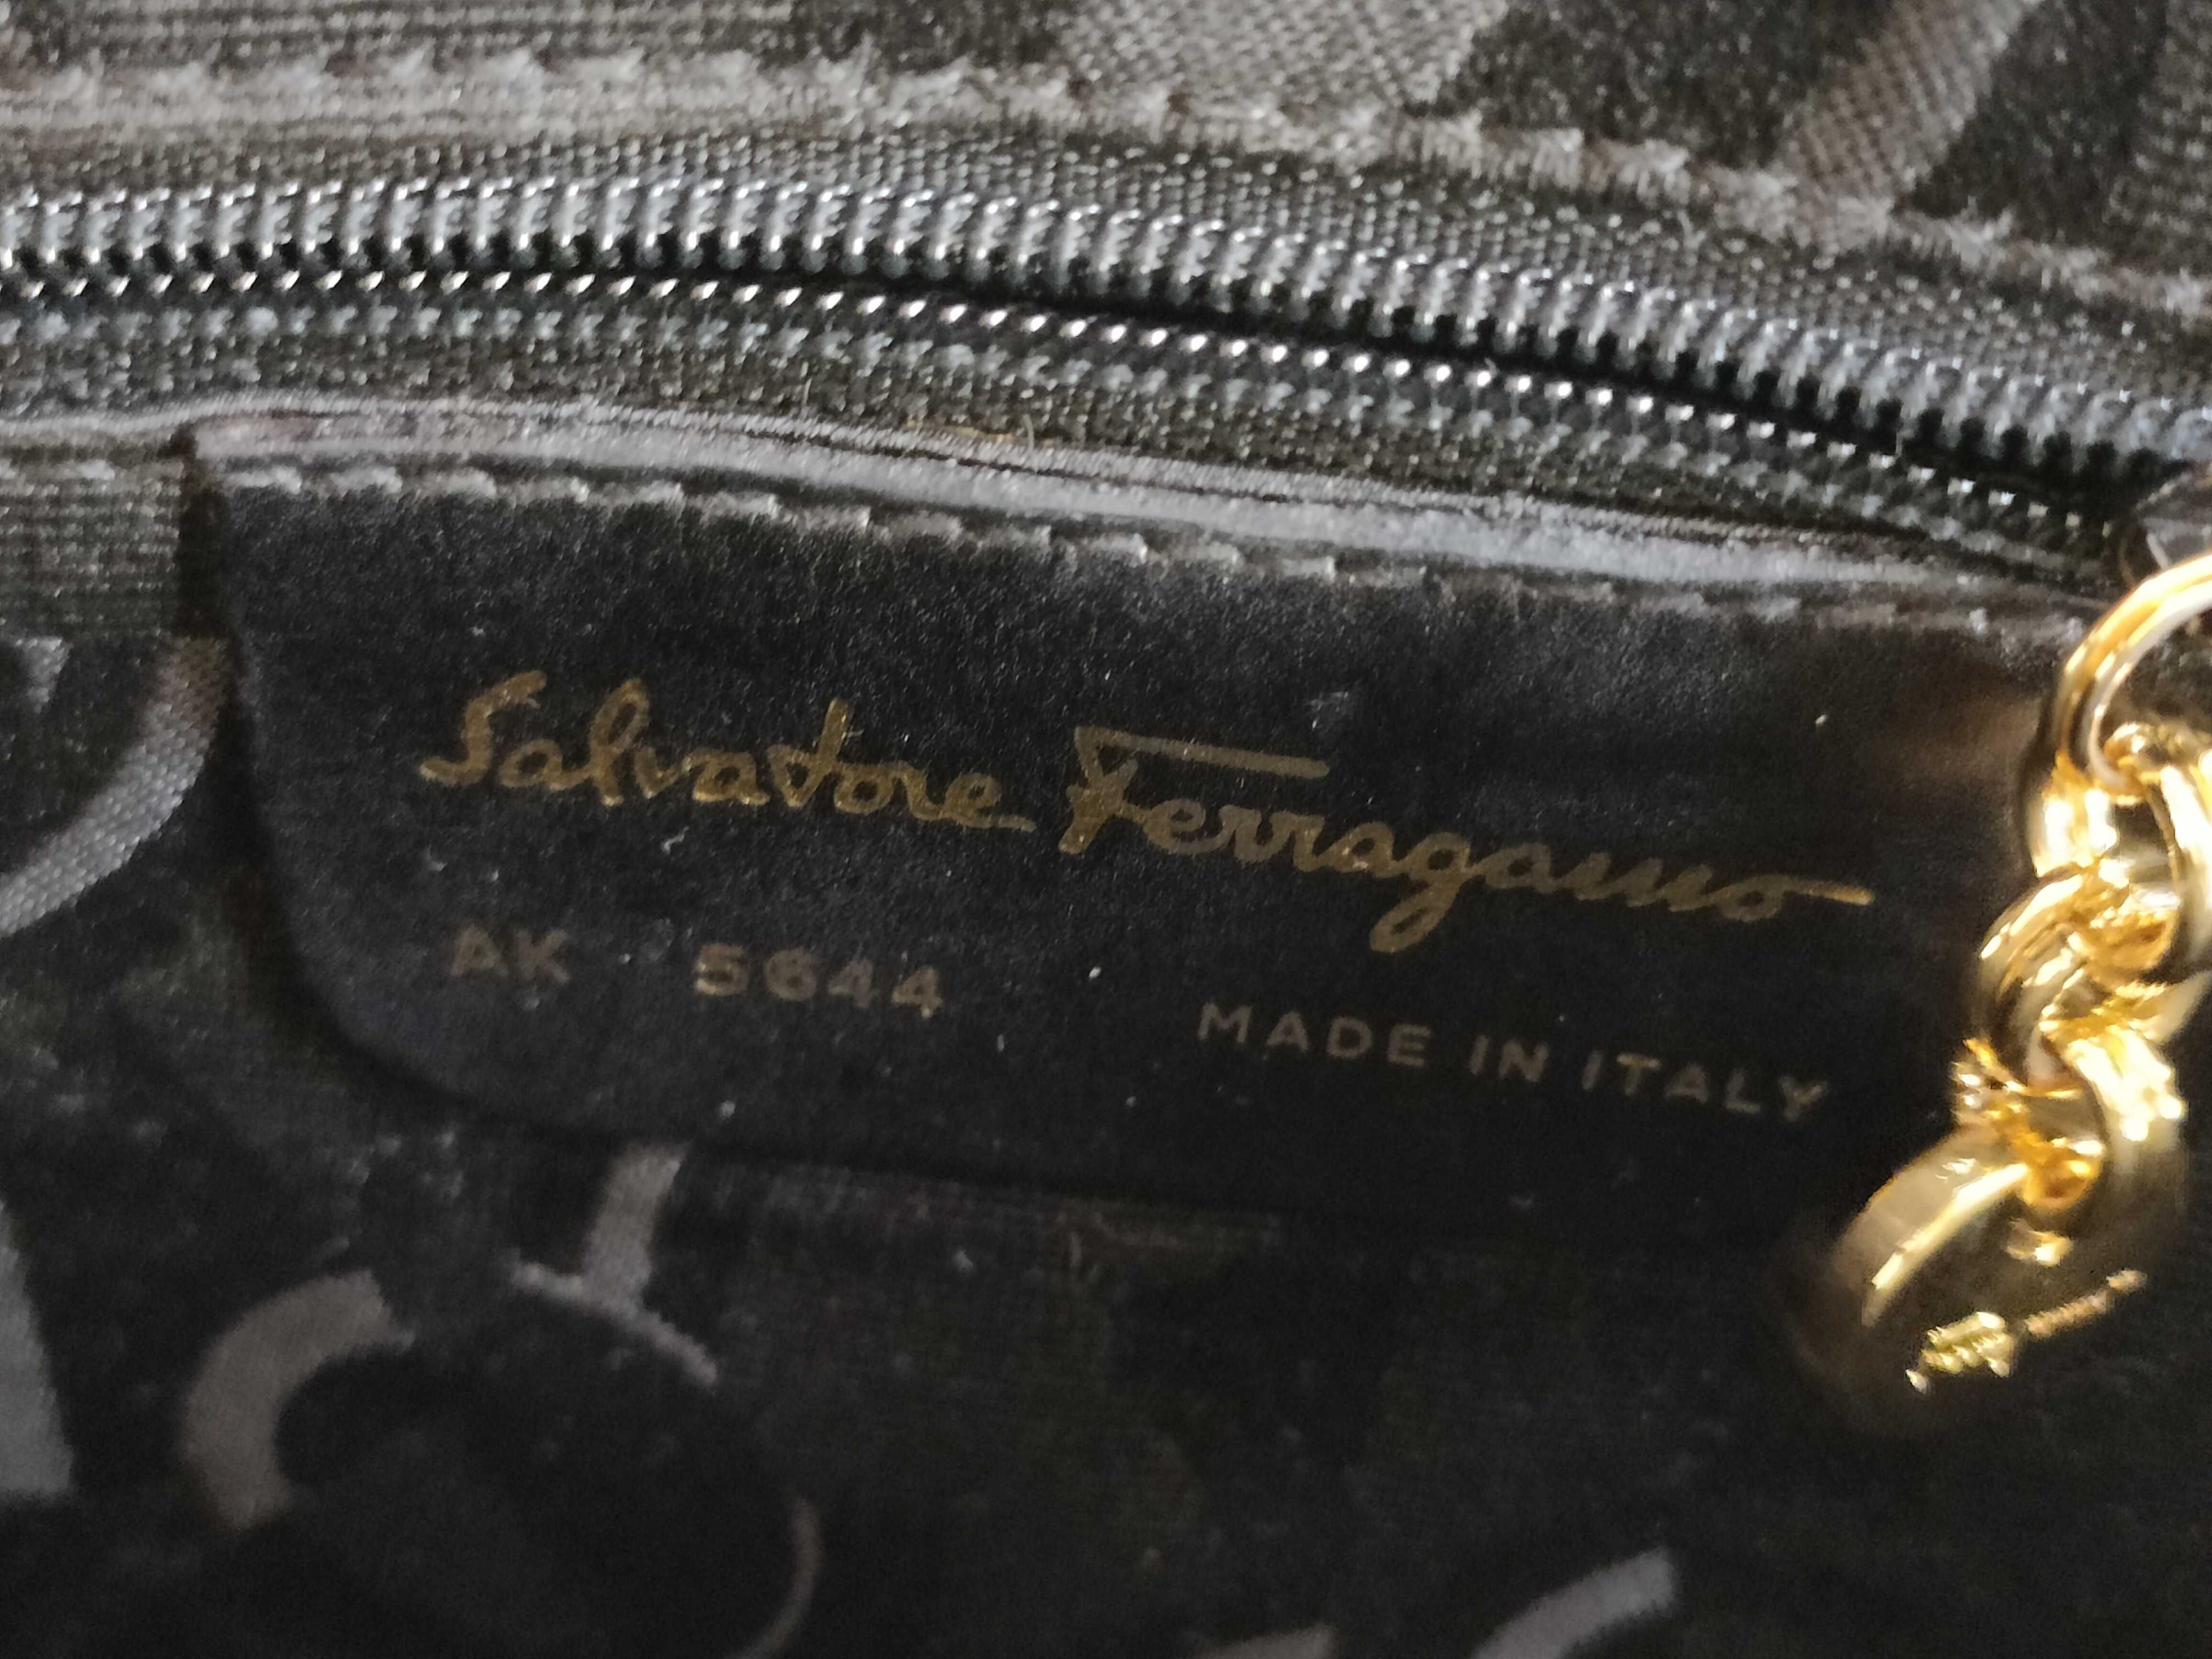 Salvatore Ferragamo
AK 5644 MADE IN ITALY